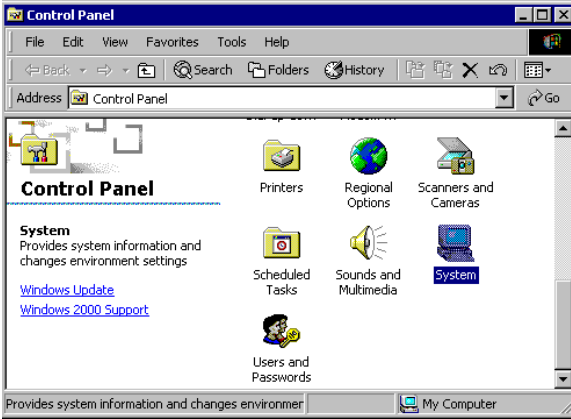 Control Panel
File Edit View Favorites Tools Help
Back Search Folders History
Address Control Panel Go
Control Panel
System
Provides system information and
changes environment settings
Windows Update
Windows 2000 Support
Printers
Regional
Options
Scanners and
Cameras
Scheduled
Tasks
Sounds and
Multimedia
System
Users and
Passwords
Provides system information and changes environmer
My Computer